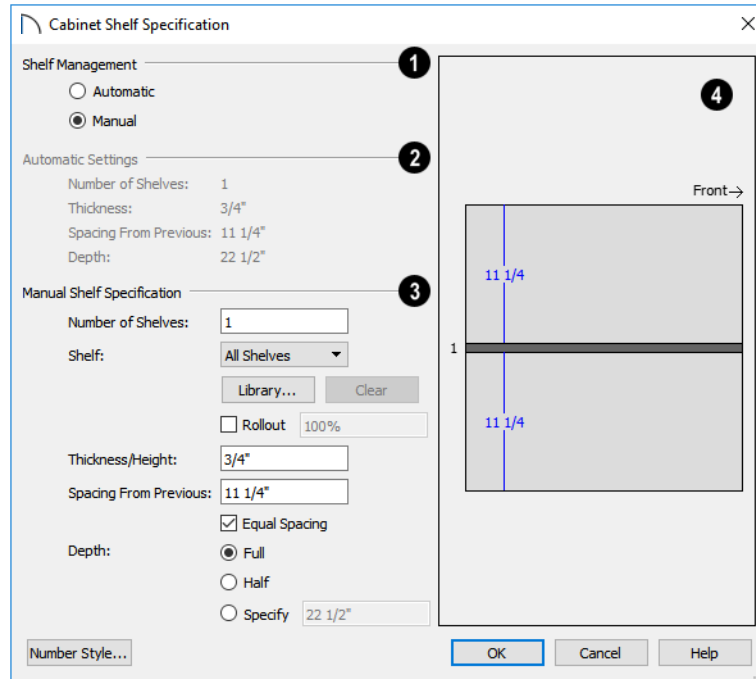 Cabinet Shelf Specification
Shelf Management
1
Automatic
Manual
Automatic Settings
2
Number of Shelves: 1
Thickness: 3/4"
Spacing From Previous: 11 1/4"
Depth: 22 1/2"
Manual Shelf Specification
3
Number of Shelves: 1
Shelf: All Shelves
Library... Clear
Rollout 100%
Thickness/Height: 3/4"
Spacing From Previous: 11 1/4"
Equal Spacing
Depth: Full
Half
Specify 22 1/2"
4
Front→
11 1/4
1
11 1/4
Number Style... OK Cancel Help